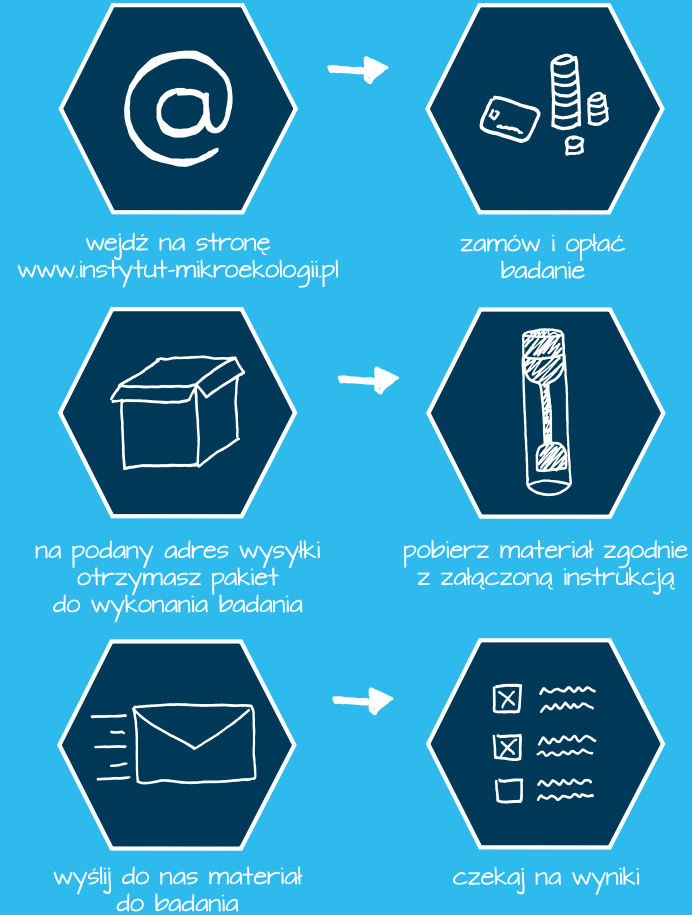 @
wejdź na stronę
www.instytut-mikroekologii.pl
zamów i opłać
badanie
na podany adres wysyłki
otrzymasz pakiet
do wykonania badania
pobierz materiał zgodnie
z załączoną instrukcją
wyślij do nas materiał
do badania
czekaj na wyniki